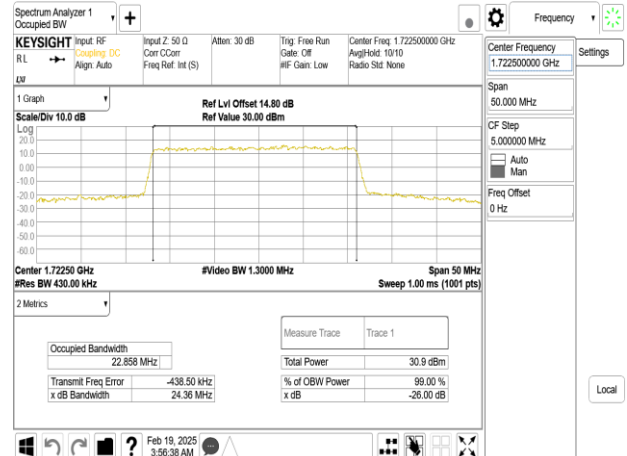 Spectrum Analyzer 1
Occupied BW
+
Frequency
KEYSIGHT
RL
LXI
Input: RF
Coupling: DC
Align: Auto
Input Z: 50 Ω
Corr CCorr
Freq Ref: Int (S)
Atten: 30 dB
Trig: Free Run
Gate: Off
#IF Gain: Low
Center Freq: 1.722500000 GHz
Avg|Hold: 10/10
Radio Std: None
Center Frequency
1.722500000 GHz
Settings
Span
50.000 MHz
CF Step
5.000000 MHz
Auto
Man
Freq Offset
0 Hz
Local
1 Graph
Scale/Div 10.0 dB
Ref Lvl Offset 14.80 dB
Ref Value 30.00 dBm
Log
20.0
10.0
0.00
-10.0
-20.0
-30.0
-40.0
-50.0
-60.0
Center 1.72250 GHz
#Video BW 1.3000 MHz
Span 50 MHz
#Res BW 430.00 kHz
Sweep 1.00 ms (1001 pts)
2 Metrics
Measure Trace Trace 1
Occupied Bandwidth
22.858 MHz
Total Power 30.9 dBm
Transmit Freq Error -438.50 kHz
% of OBW Power 99.00 %
x dB Bandwidth 24.36 MHz
x dB -26.00 dB
?
Feb 19, 2025
3:56:38 AM